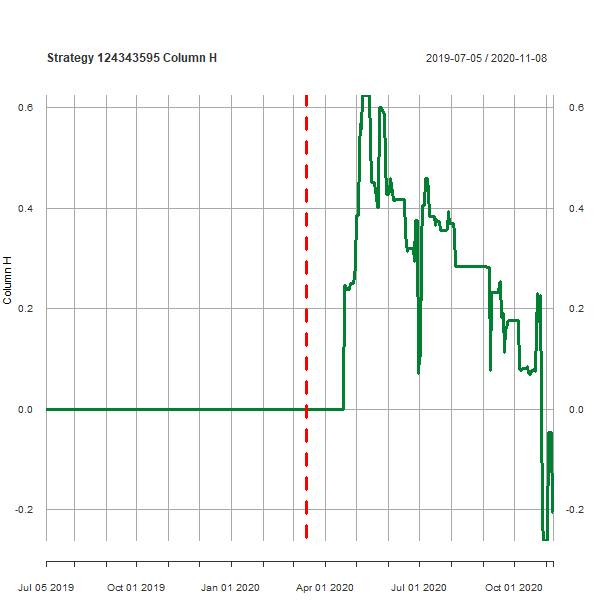 Strategy 124343595 Column H
2019-07-05 / 2020-11-08
0.6
0.6
0.4
0.4
Column H
0.2
0.2
0.0
0.0
-0.2
-0.2
Jul 05 2019
Oct 01 2019
Jan 01 2020
Apr 01 2020
Jul 01 2020
Oct 01 2020